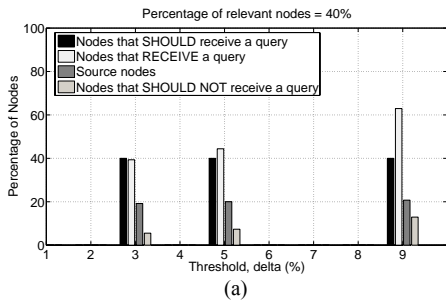 Percentage of relevant nodes = 40%
Nodes that SHOULD receive a query
Nodes that RECEIVE a query
Source nodes
Nodes that SHOULD NOT receive a query
Percentage of Nodes
100
80
60
40
20
0
1 2 3 4 5 6 7 8 9
Threshold, delta (%)
(a)